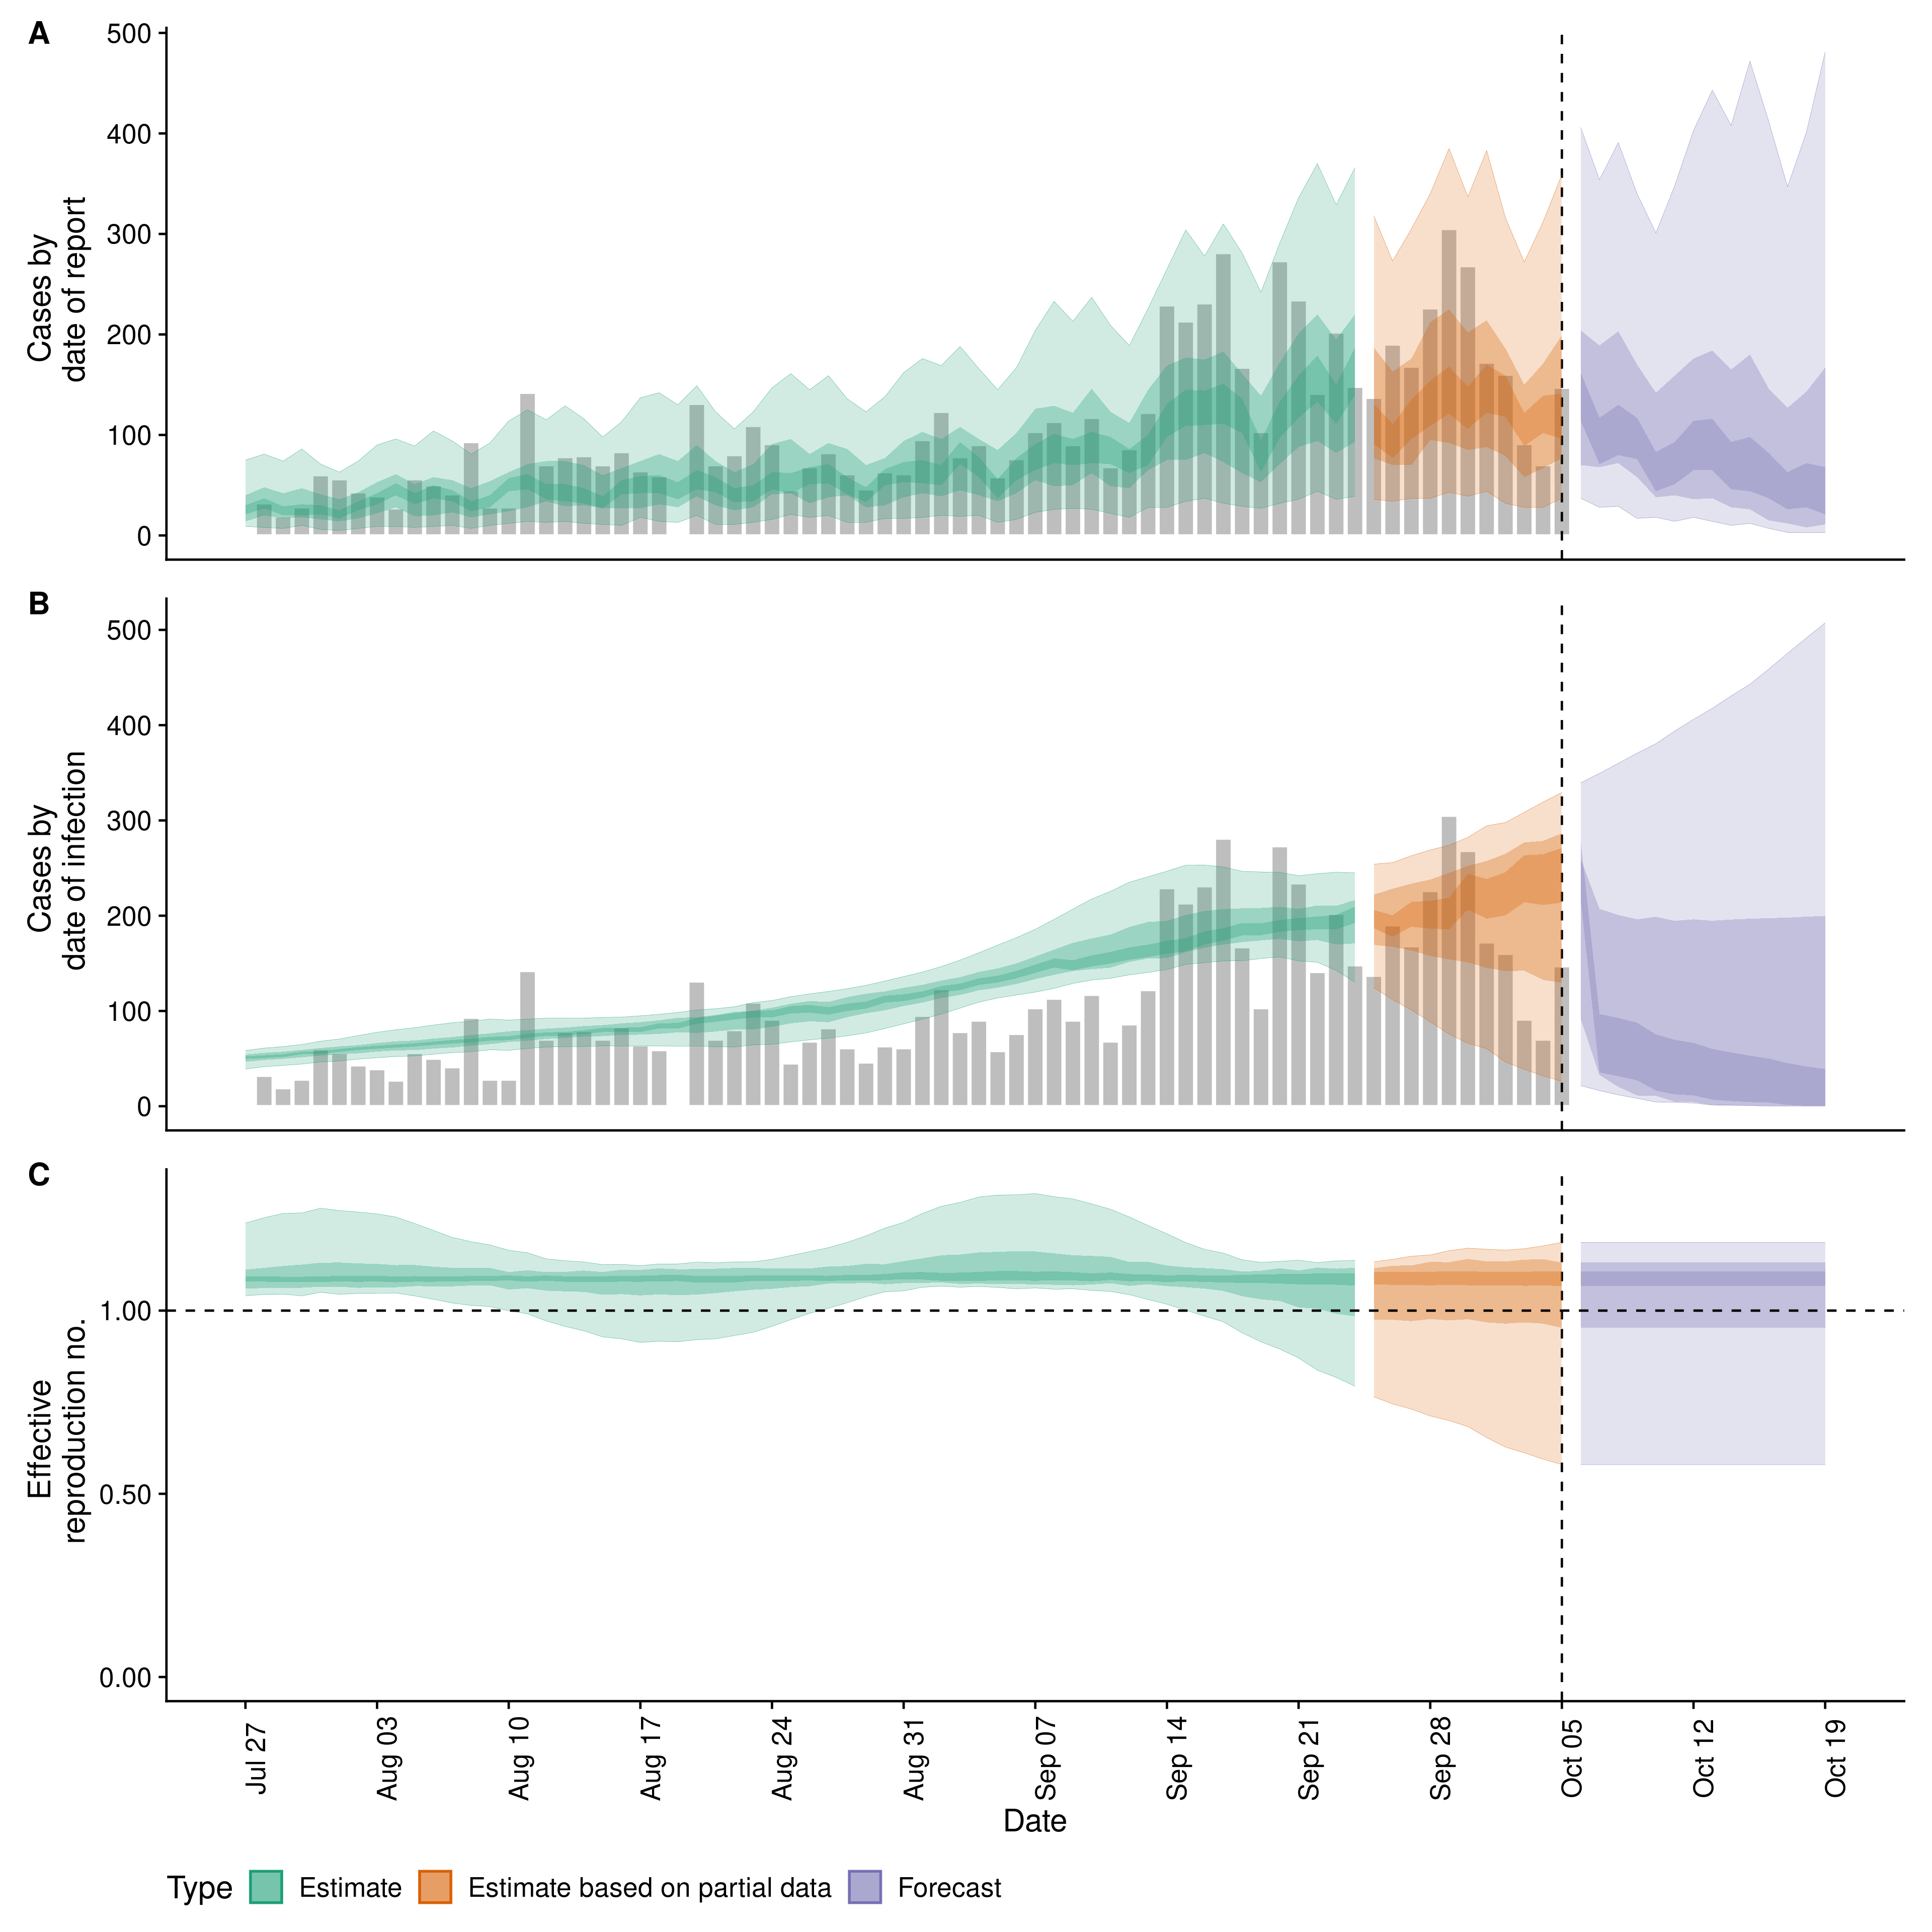 A
500
400
300
200
100
0
Cases by
date of report
B
500
400
300
200
100
0
Cases by
date of infection
C
1.00
0.50
0.00
Effective
reproduction no.
Jul 27
Aug 03
Aug 10
Aug 17
Aug 24
Aug 31
Sep 07
Sep 14
Sep 21
Sep 28
Oct 05
Oct 12
Oct 19
Date
Type Estimate Estimate based on partial data Forecast